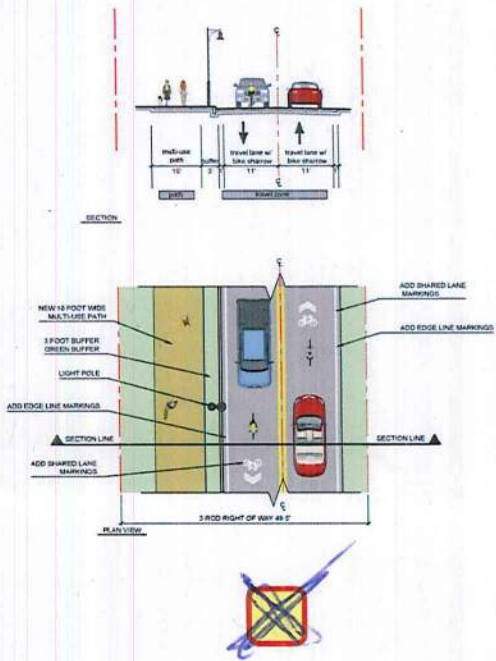 ℄
multi-use
path
buffer
travel lane w/
bike sharrow
travel lane w/
bike sharrow
10'
3'
11'
11'
℄
path
travel zone
SECTION
℄
ADD SHARED LANE
MARKINGS
NEW 10 FOOT WIDE
MULTI-USE PATH
ADD EDGE LINE MARKINGS
3 FOOT BUFFER
GREEN BUFFER
LIGHT POLE
ADD EDGE LINE MARKINGS
SECTION LINE
SECTION LINE
ADD SHARED LANE
MARKINGS
℄
3 ROD RIGHT OF WAY 49.5'
PLAN VIEW